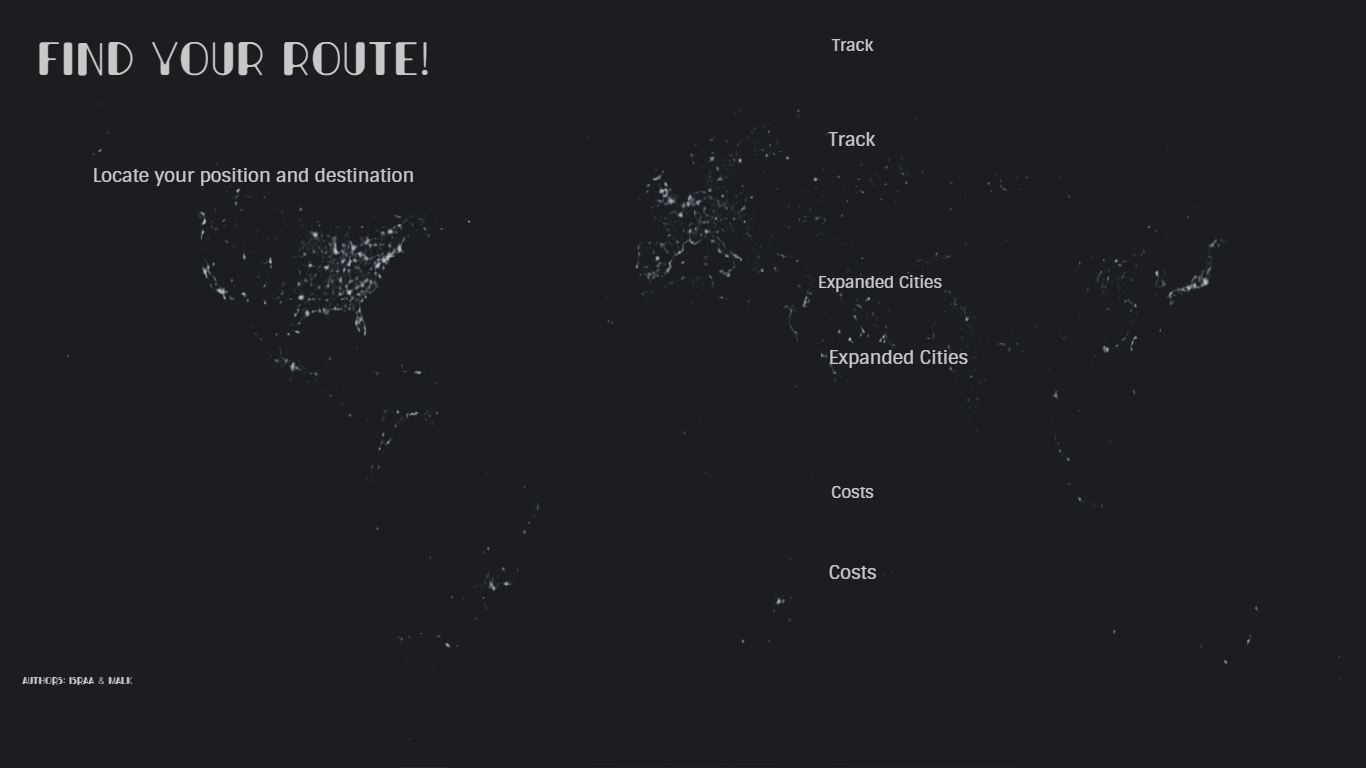 FIND YOUR ROUTE!
Locate your position and destination
Track
Track
Expanded Cities
Expanded Cities
Costs
Costs
AUTHORS: ISRAA & MALK